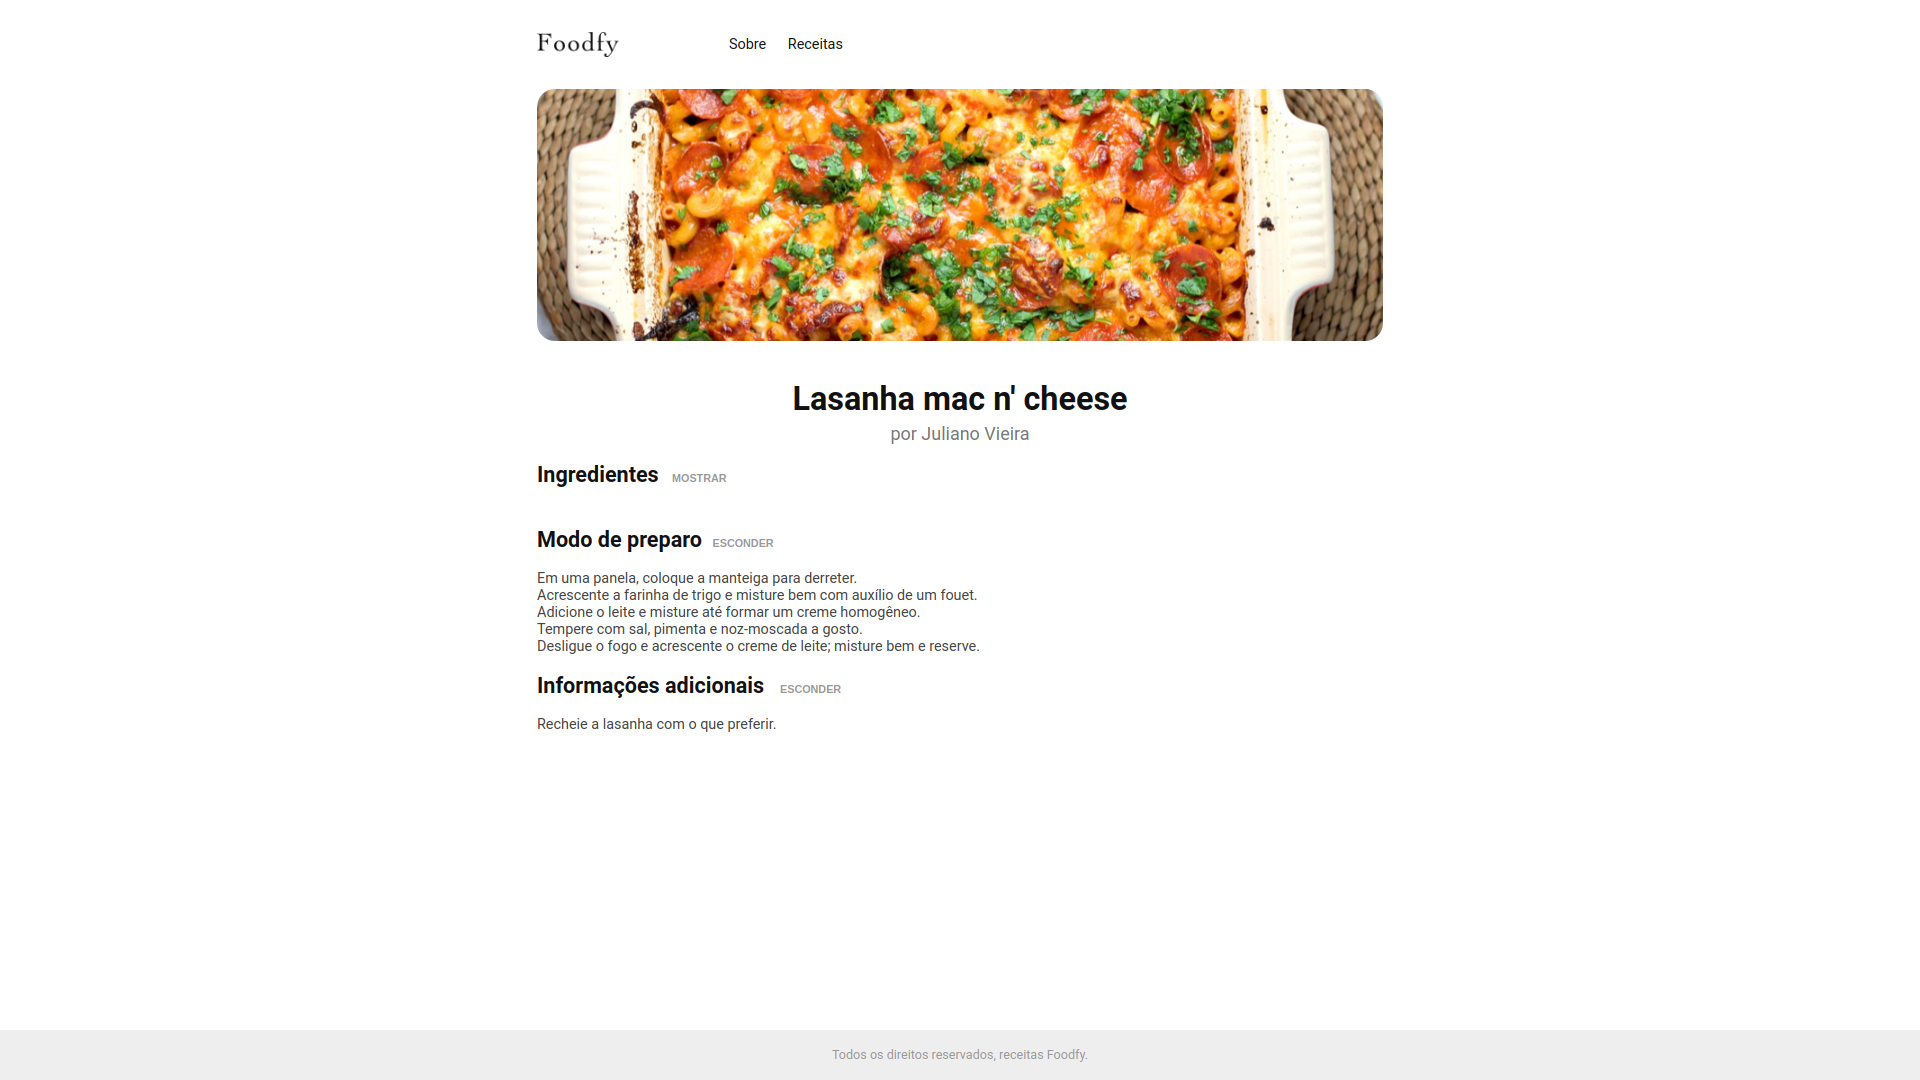 Foodfy
Sobre
Receitas
Lasanha mac n' cheese
por Juliano Vieira
Ingredientes
MOSTRAR
Modo de preparo
ESCONDER
Em uma panela, coloque a manteiga para derreter.
Acrescente a farinha de trigo e misture bem com auxílio de um fouet.
Adicione o leite e misture até formar um creme homogêneo.
Tempere com sal, pimenta e noz-moscada a gosto.
Desligue o fogo e acrescente o creme de leite; misture bem e reserve.
Informações adicionais
ESCONDER
Recheie a lasanha com o que preferir.
Todos os direitos reservados, receitas Foodfy.